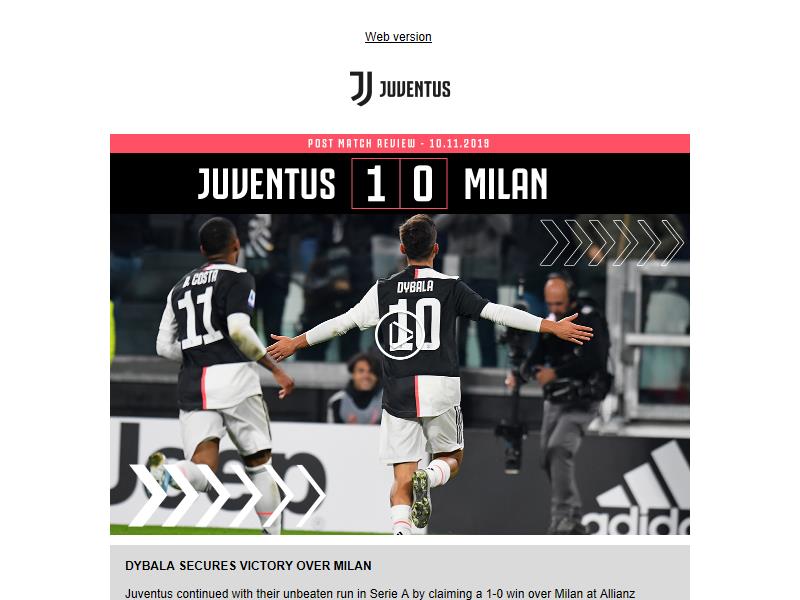 Web version
JUVENTUS
POST MATCH REVIEW - 10.11.2019
JUVENTUS 1 0 MILAN
D. COSTA
11
DYBALA
10
Jeep
adidas
DYBALA SECURES VICTORY OVER MILAN
Juventus continued with their unbeaten run in Serie A by claiming a 1-0 win over Milan at Allianz